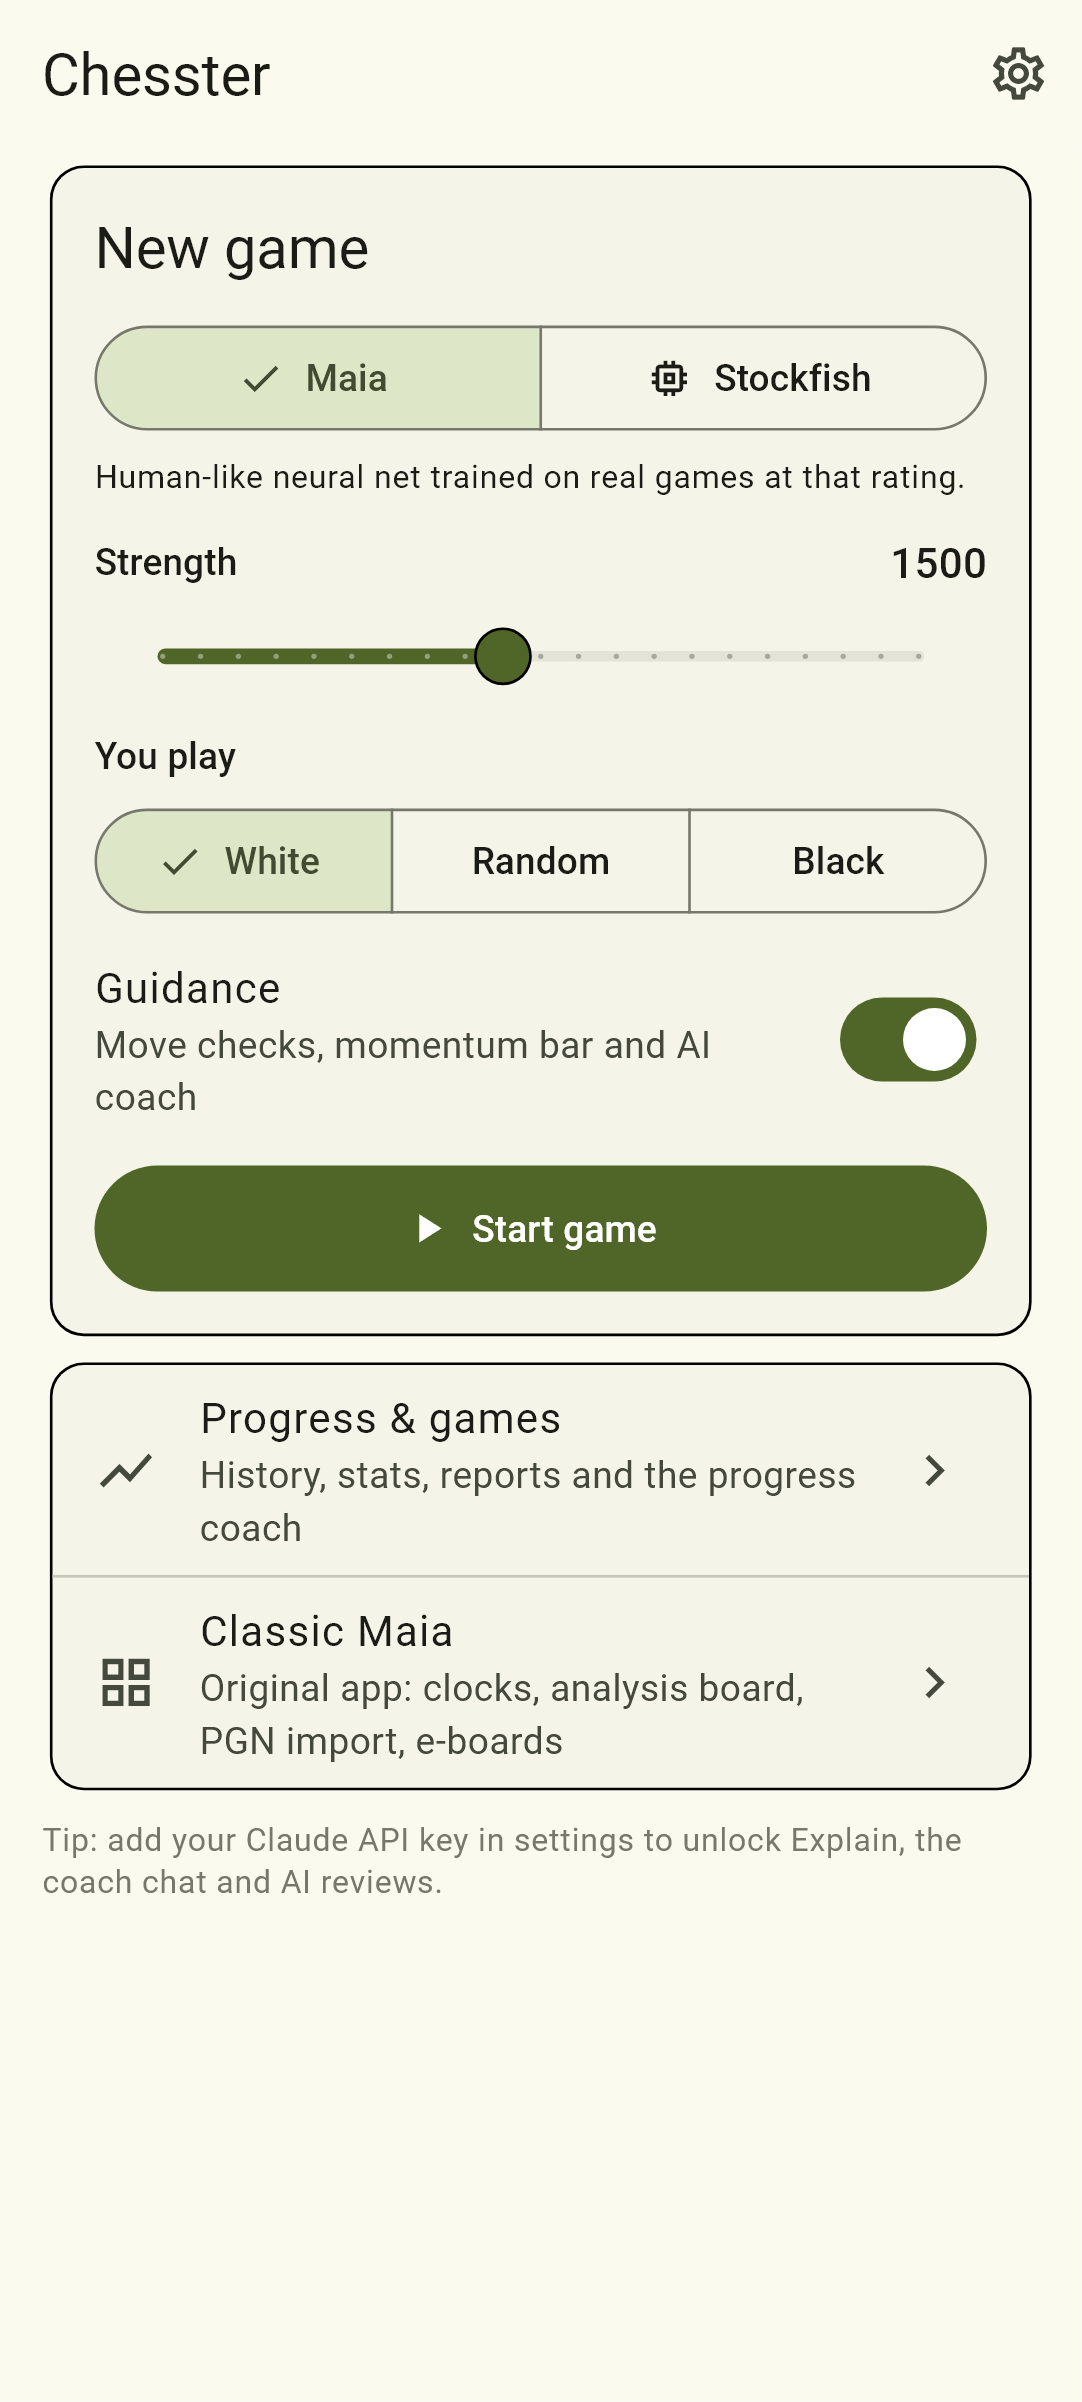 Chesster
New game
Maia
Stockfish
Human-like neural net trained on real games at that rating.
Strength
1500
You play
White
Random
Black
Guidance
Move checks, momentum bar and AI
coach
Start game
Progress & games
History, stats, reports and the progress
coach
Classic Maia
Original app: clocks, analysis board,
PGN import, e-boards
Tip: add your Claude API key in settings to unlock Explain, the
coach chat and AI reviews.